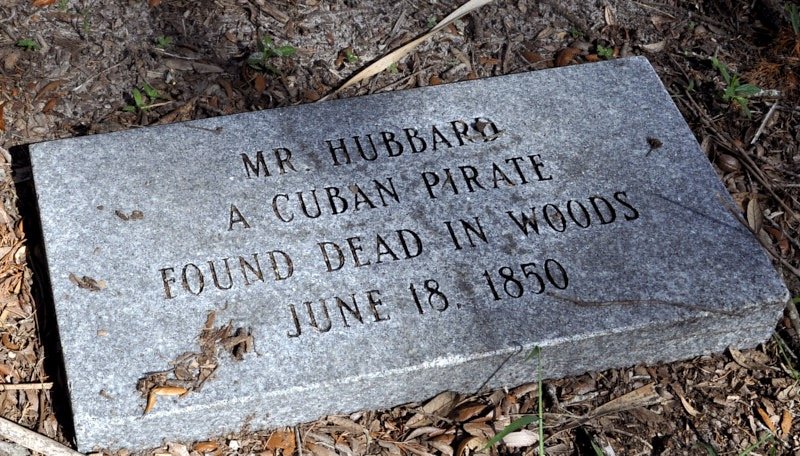 MR. HUBBARD
A CUBAN PIRATE
FOUND DEAD IN WOODS
JUNE 18, 1850